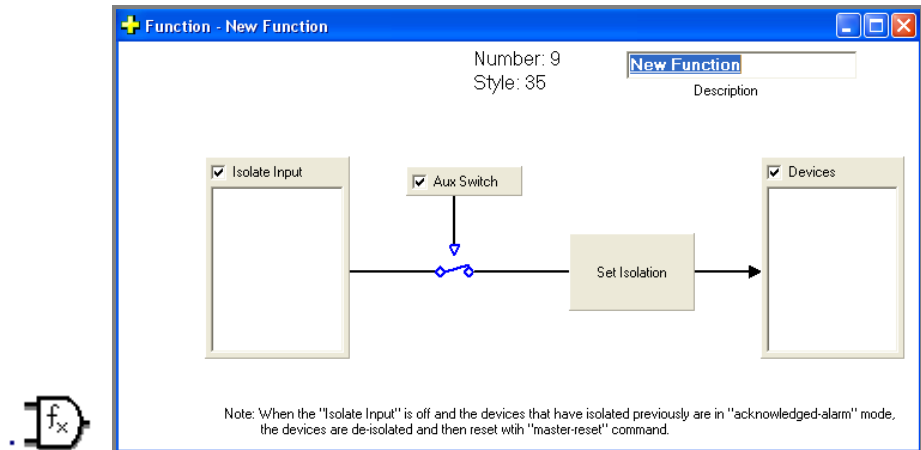 Function - New Function
Number: 9
New Function
Style: 35
Description
Isolate Input
Devices
Aux Switch
Set Isolation
Note: When the "Isolate Input" is off and the devices that have isolated previously are in "acknowledged-alarm" mode,
the devices are de-isolated and then reset wtih "master-reset" command.
. fx